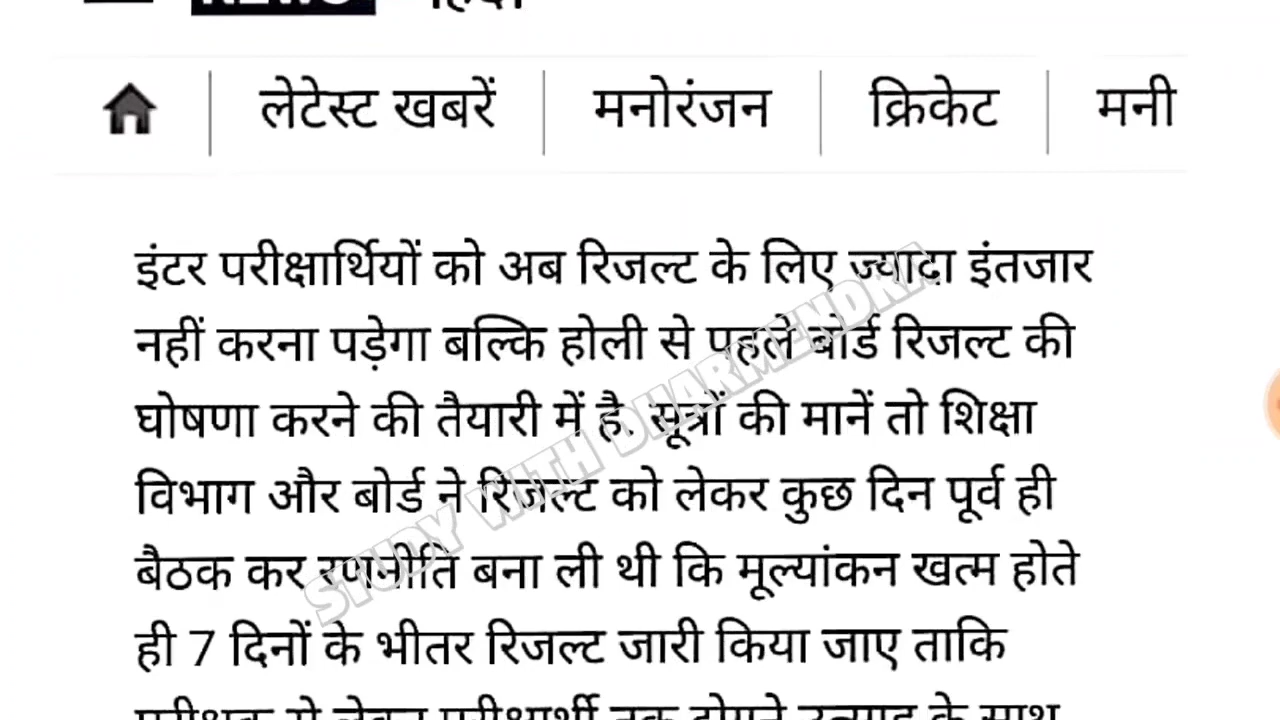 NEWS हिंदी
लेटेस्ट खबरें मनोरंजन क्रिकेट मनी
इंटर परीक्षार्थियों को अब रिजल्ट के लिए ज्यादा इंतजार
नहीं करना पड़ेगा बल्कि होली से पहले बोर्ड रिजल्ट की
घोषणा करने की तैयारी में है. सूत्रों की मानें तो शिक्षा
विभाग और बोर्ड ने रिजल्ट को लेकर कुछ दिन पूर्व ही
बैठक कर रणनीति बना ली थी कि मूल्यांकन खत्म होते
ही 7 दिनों के भीतर रिजल्ट जारी किया जाए ताकि
STUDY WITH DHARMENDRA